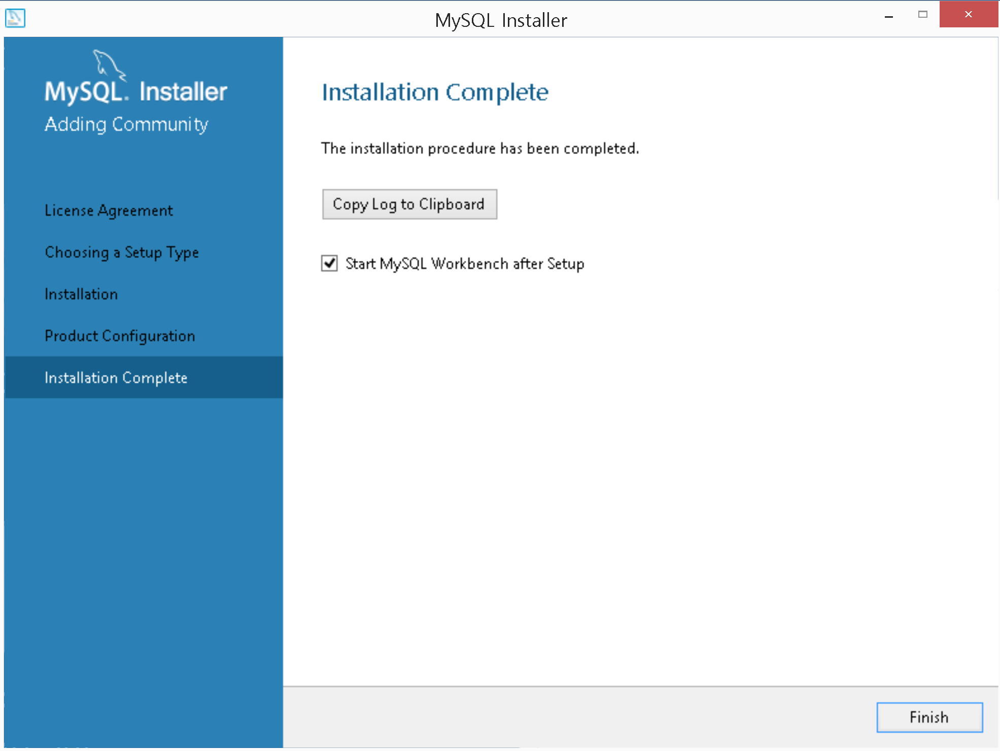 MySQL Installer
MySQL. Installer
Adding Community
License Agreement
Choosing a Setup Type
Installation
Product Configuration
Installation Complete
Installation Complete
The installation procedure has been completed.
Copy Log to Clipboard
Start MySQL Workbench after Setup
Finish